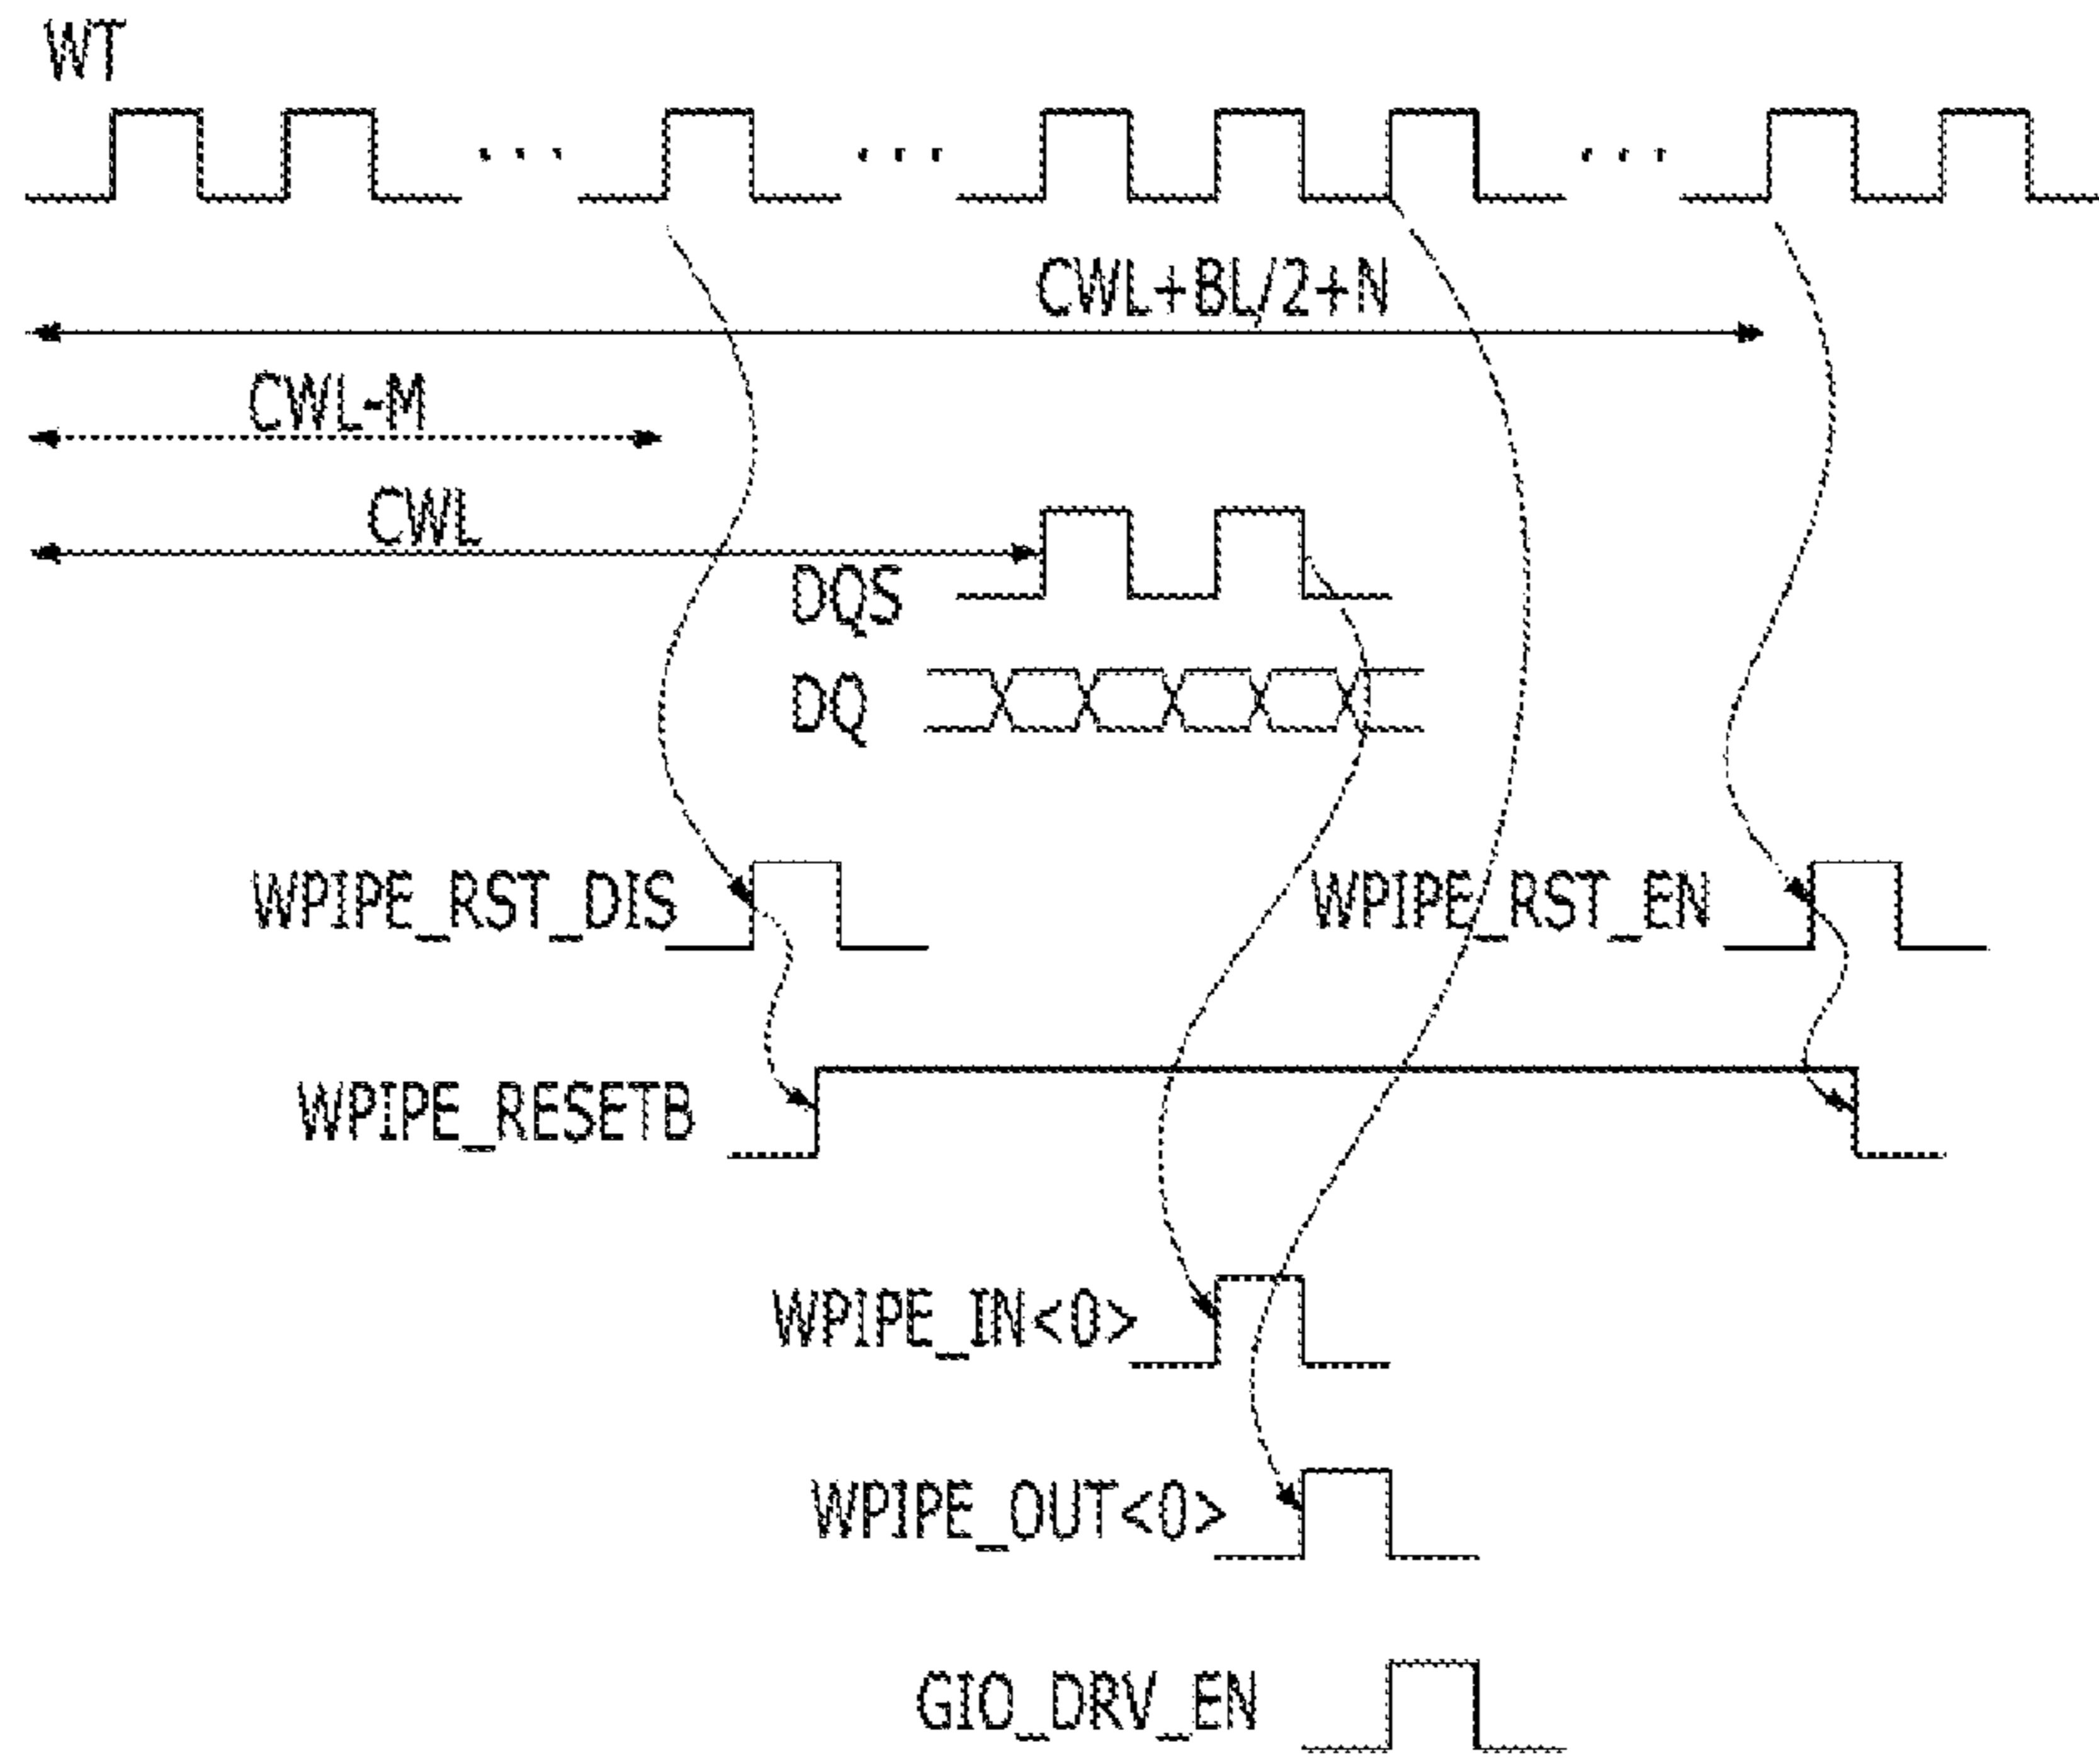 WT
CWL+BL/2+N
CWL-M
CWL
DQS
DQ
WPIPE_RST_DIS
WPIPE_RST_EN
WPIPE_RESETB
WPIPE_IN<0>
WPIPE_OUT<0>
GIO_DRV_EN